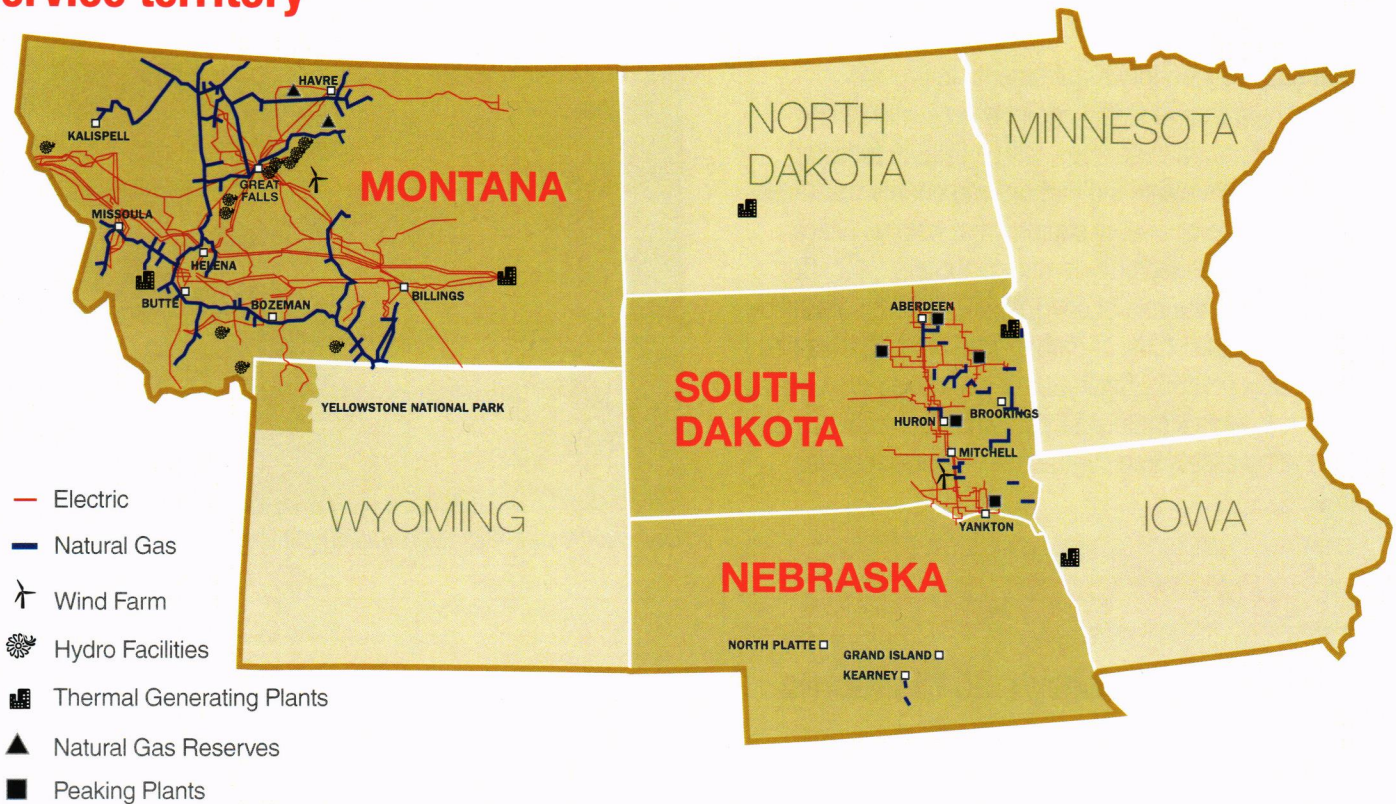 ervice territory
HAVRE
KALISPELL
GREAT
FALLS
MONTANA
MISSOULA
HELENA
BUTTE
BOZEMAN
BILLINGS
YELLOWSTONE NATIONAL PARK
WYOMING
NORTH
DAKOTA
MINNESOTA
ABERDEEN
SOUTH
DAKOTA
BROOKINGS
HURON
MITCHELL
YANKTON
IOWA
NEBRASKA
NORTH PLATTE
GRAND ISLAND
KEARNEY
Electric
Natural Gas
Wind Farm
Hydro Facilities
Thermal Generating Plants
Natural Gas Reserves
Peaking Plants